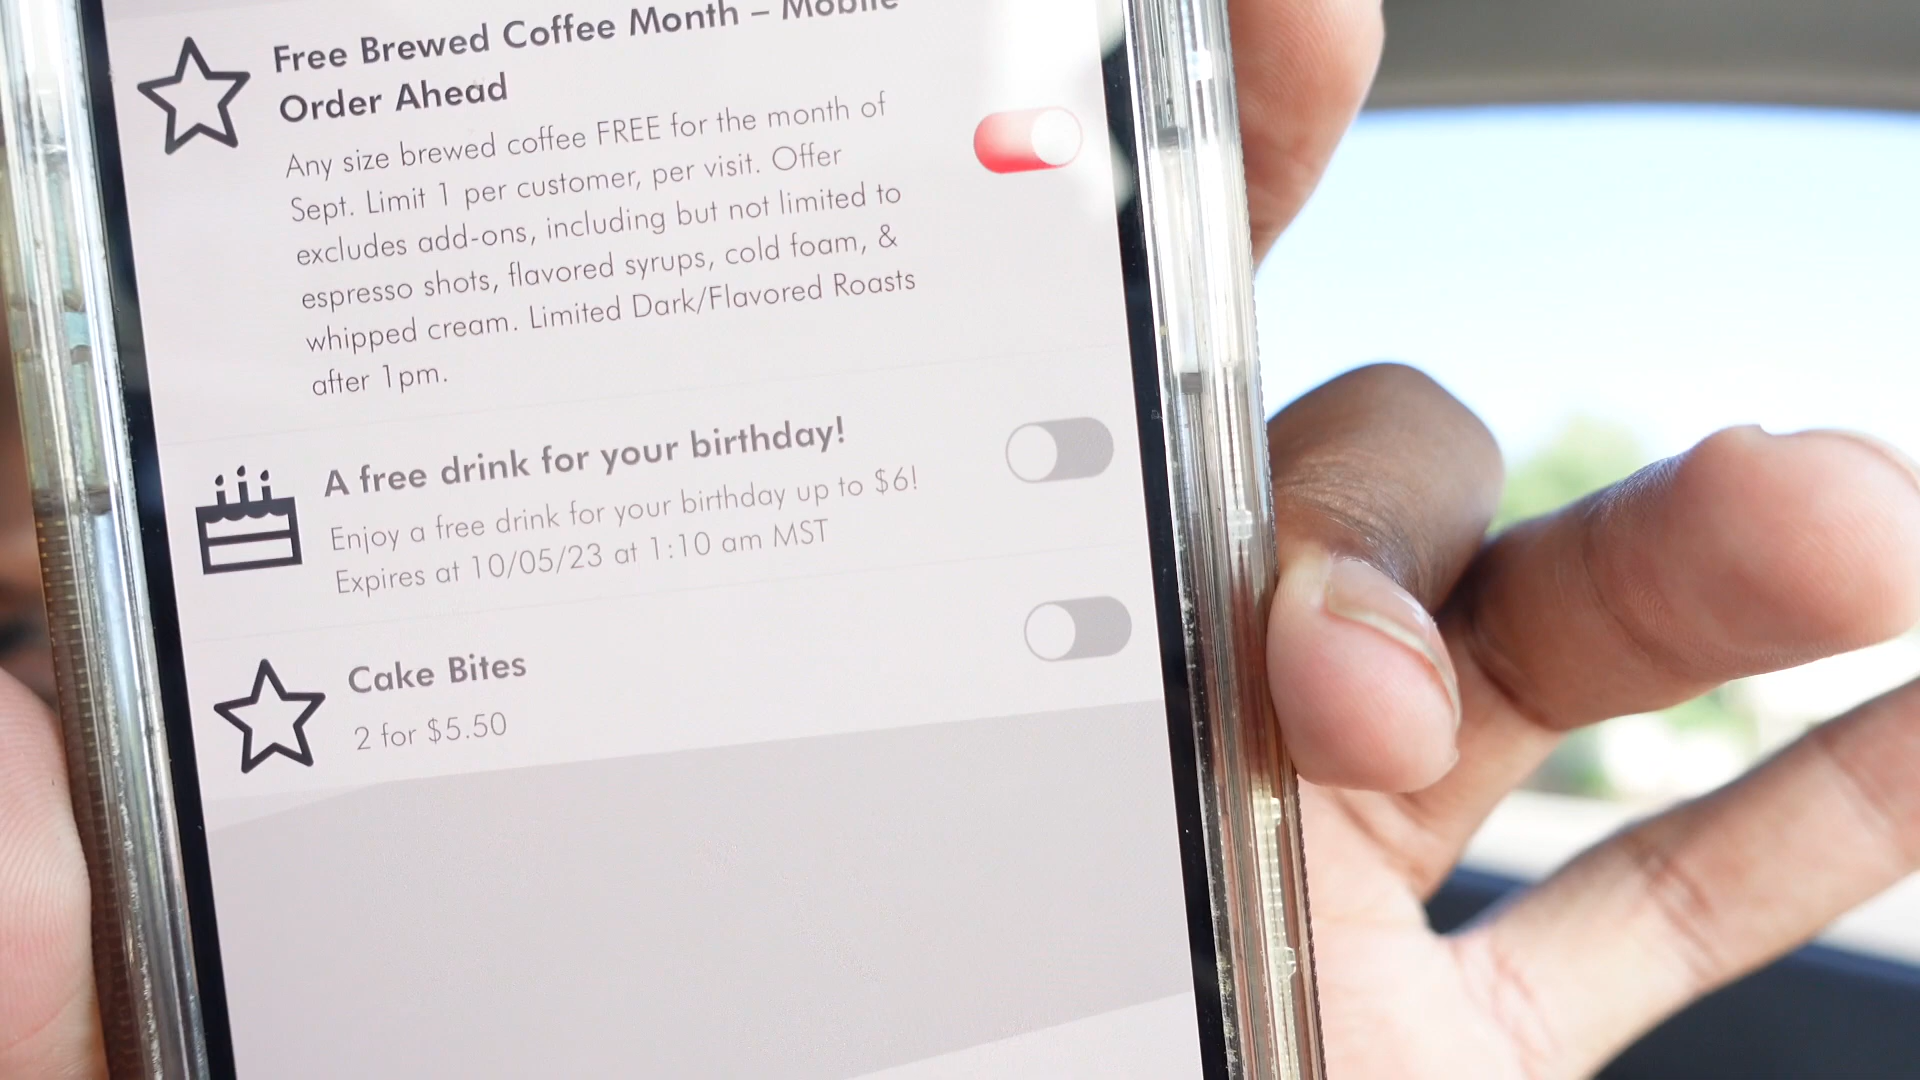 Free Brewed Coffee Month – Mobile
Order Ahead
Any size brewed coffee FREE for the month of
Sept. Limit 1 per customer, per visit. Offer
excludes add-ons, including but not limited to
espresso shots, flavored syrups, cold foam, &
whipped cream. Limited Dark/Flavored Roasts
after 1pm.
A free drink for your birthday!
Enjoy a free drink for your birthday up to $6!
Expires at 10/05/23 at 1:10 am MST
Cake Bites
2 for $5.50